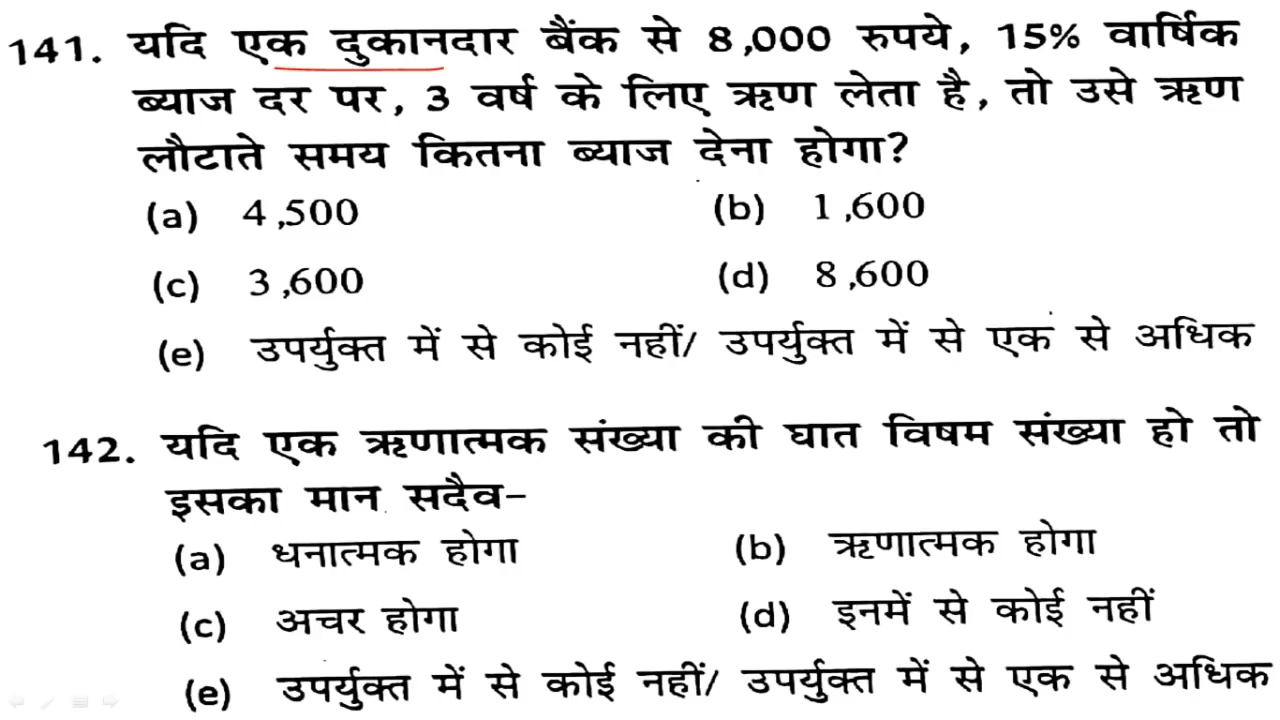 141. यदि एक दुकानदार बैंक से 8,000 रुपये, 15% वार्षिक
ब्याज दर पर, 3 वर्ष के लिए ऋण लेता है, तो उसे ऋण
लौटाते समय कितना ब्याज देना होगा?
(a) 4,500 (b) 1,600
(c) 3,600 (d) 8,600
(e) उपर्युक्त में से कोई नहीं/ उपर्युक्त में से एक से अधिक
142. यदि एक ऋणात्मक संख्या की घात विषम संख्या हो तो
इसका मान सदैव–
(a) धनात्मक होगा (b) ऋणात्मक होगा
(c) अचर होगा (d) इनमें से कोई नहीं
(e) उपर्युक्त में से कोई नहीं/ उपर्युक्त में से एक से अधिक